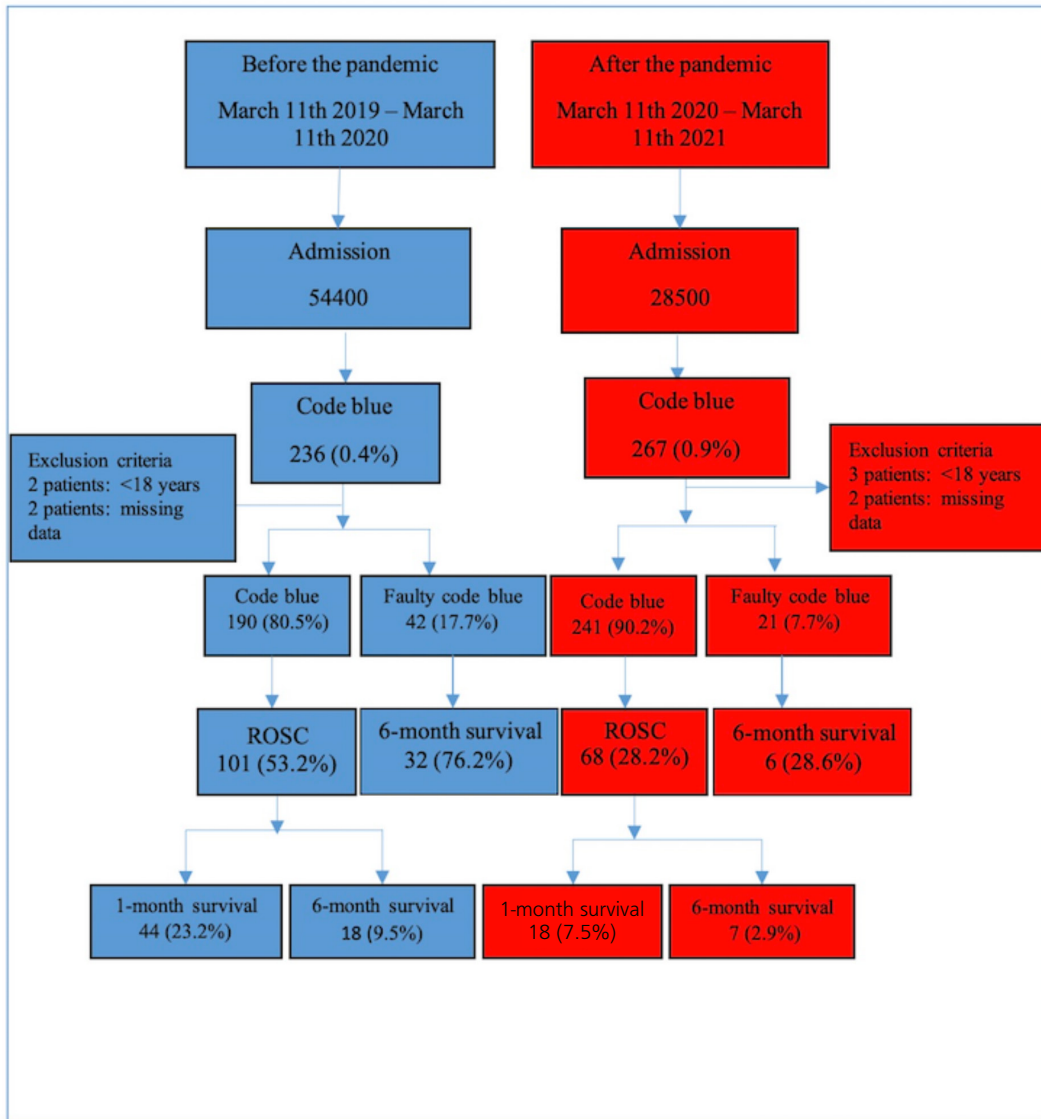 Before the pandemic
March 11th 2019 – March
11th 2020
After the pandemic
March 11th 2020 – March
11th 2021
Admission
54400
Admission
28500
Code blue
236 (0.4%)
Code blue
267 (0.9%)
Exclusion criteria
2 patients: <18 years
2 patients: missing
data
Exclusion criteria
3 patients: <18 years
2 patients: missing
data
Code blue
190 (80.5%)
Faulty code blue
42 (17.7%)
Code blue
241 (90.2%)
Faulty code blue
21 (7.7%)
ROSC
101 (53.2%)
6-month survival
32 (76.2%)
ROSC
68 (28.2%)
6-month survival
6 (28.6%)
1-month survival
44 (23.2%)
6-month survival
18 (9.5%)
1-month survival
18 (7.5%)
6-month survival
7 (2.9%)